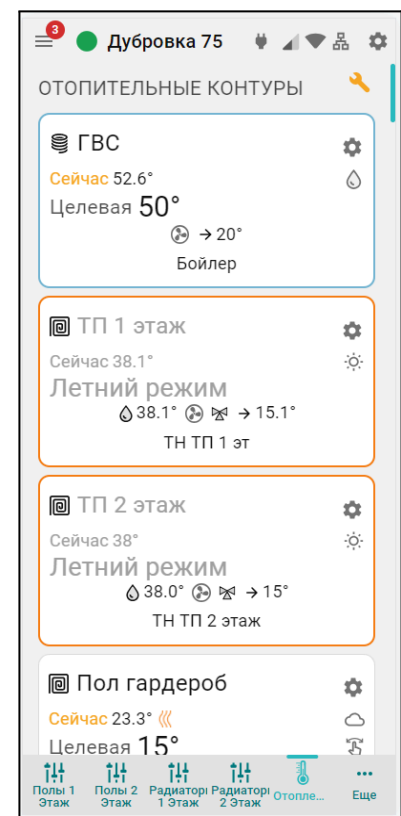 3
Дубровка 75
ОТОПИТЕЛЬНЫЕ КОНТУРЫ
ГВС
Сейчас 52.6°
Целевая 50°
→ 20°
Бойлер
ТП 1 этаж
Сейчас 38.1°
Летний режим
38.1° → 15.1°
ТН ТП 1 эт
ТП 2 этаж
Сейчас 38°
Летний режим
38.0° → 15°
ТН ТП 2 этаж
Пол гардероб
Сейчас 23.3°
Целевая 15°
Полы 1 Этаж
Полы 2 Этаж
Радиаторы 1 Этаж
Радиаторы 2 Этаж
Отопле...
Еще